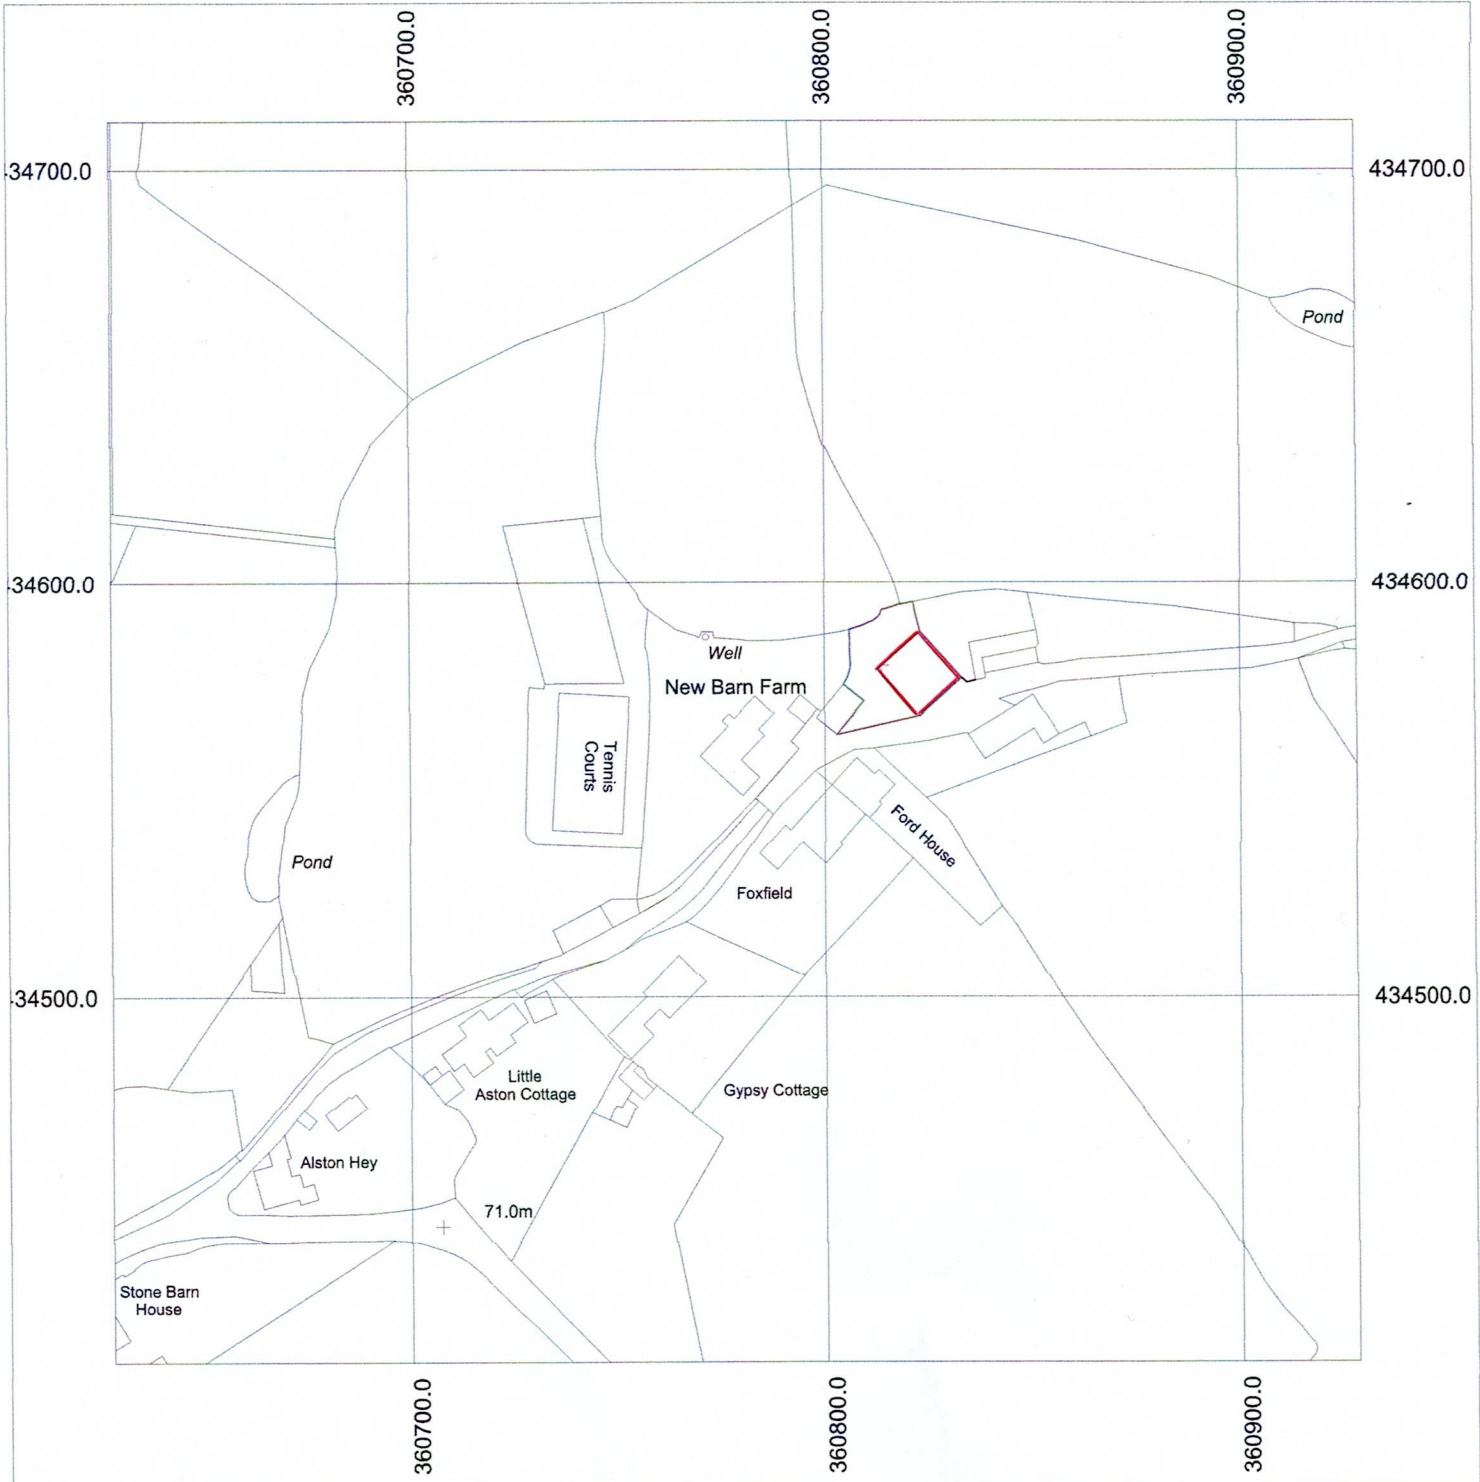 360700.0
360800.0
360900.0
34700.0
434700.0
Pond
34600.0
434600.0
Well
New Barn Farm
Tennis
Courts
Ford House
Pond
Foxfield
34500.0
434500.0
Little
Aston Cottage
Gypsy Cottage
Alston Hey
71.0m
Stone Barn
House
360700.0
360800.0
360900.0